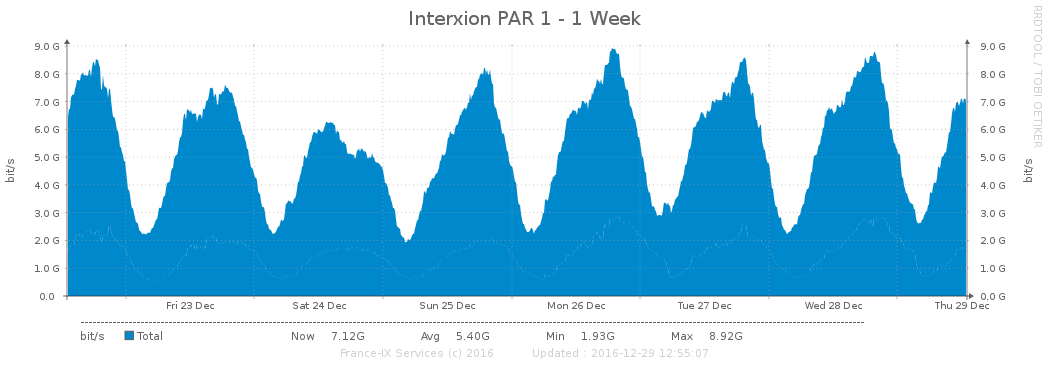 Interxion PAR 1 - 1 Week
RRDTOOL / TOBI OETIKER
9.0 G 9.0 G
8.0 G 8.0 G
7.0 G 7.0 G
6.0 G 6.0 G
5.0 G 5.0 G
4.0 G 4.0 G
3.0 G 3.0 G
2.0 G 2.0 G
1.0 G 1.0 G
0.0 0.0 G
bit/s bit/s
Fri 23 Dec Sat 24 Dec Sun 25 Dec Mon 26 Dec Tue 27 Dec Wed 28 Dec Thu 29 Dec
bit/s Total Now 7.12G Avg 5.40G Min 1.93G Max 8.92G
France-IX Services (c) 2016 Updated : 2016-12-29 12:55:07